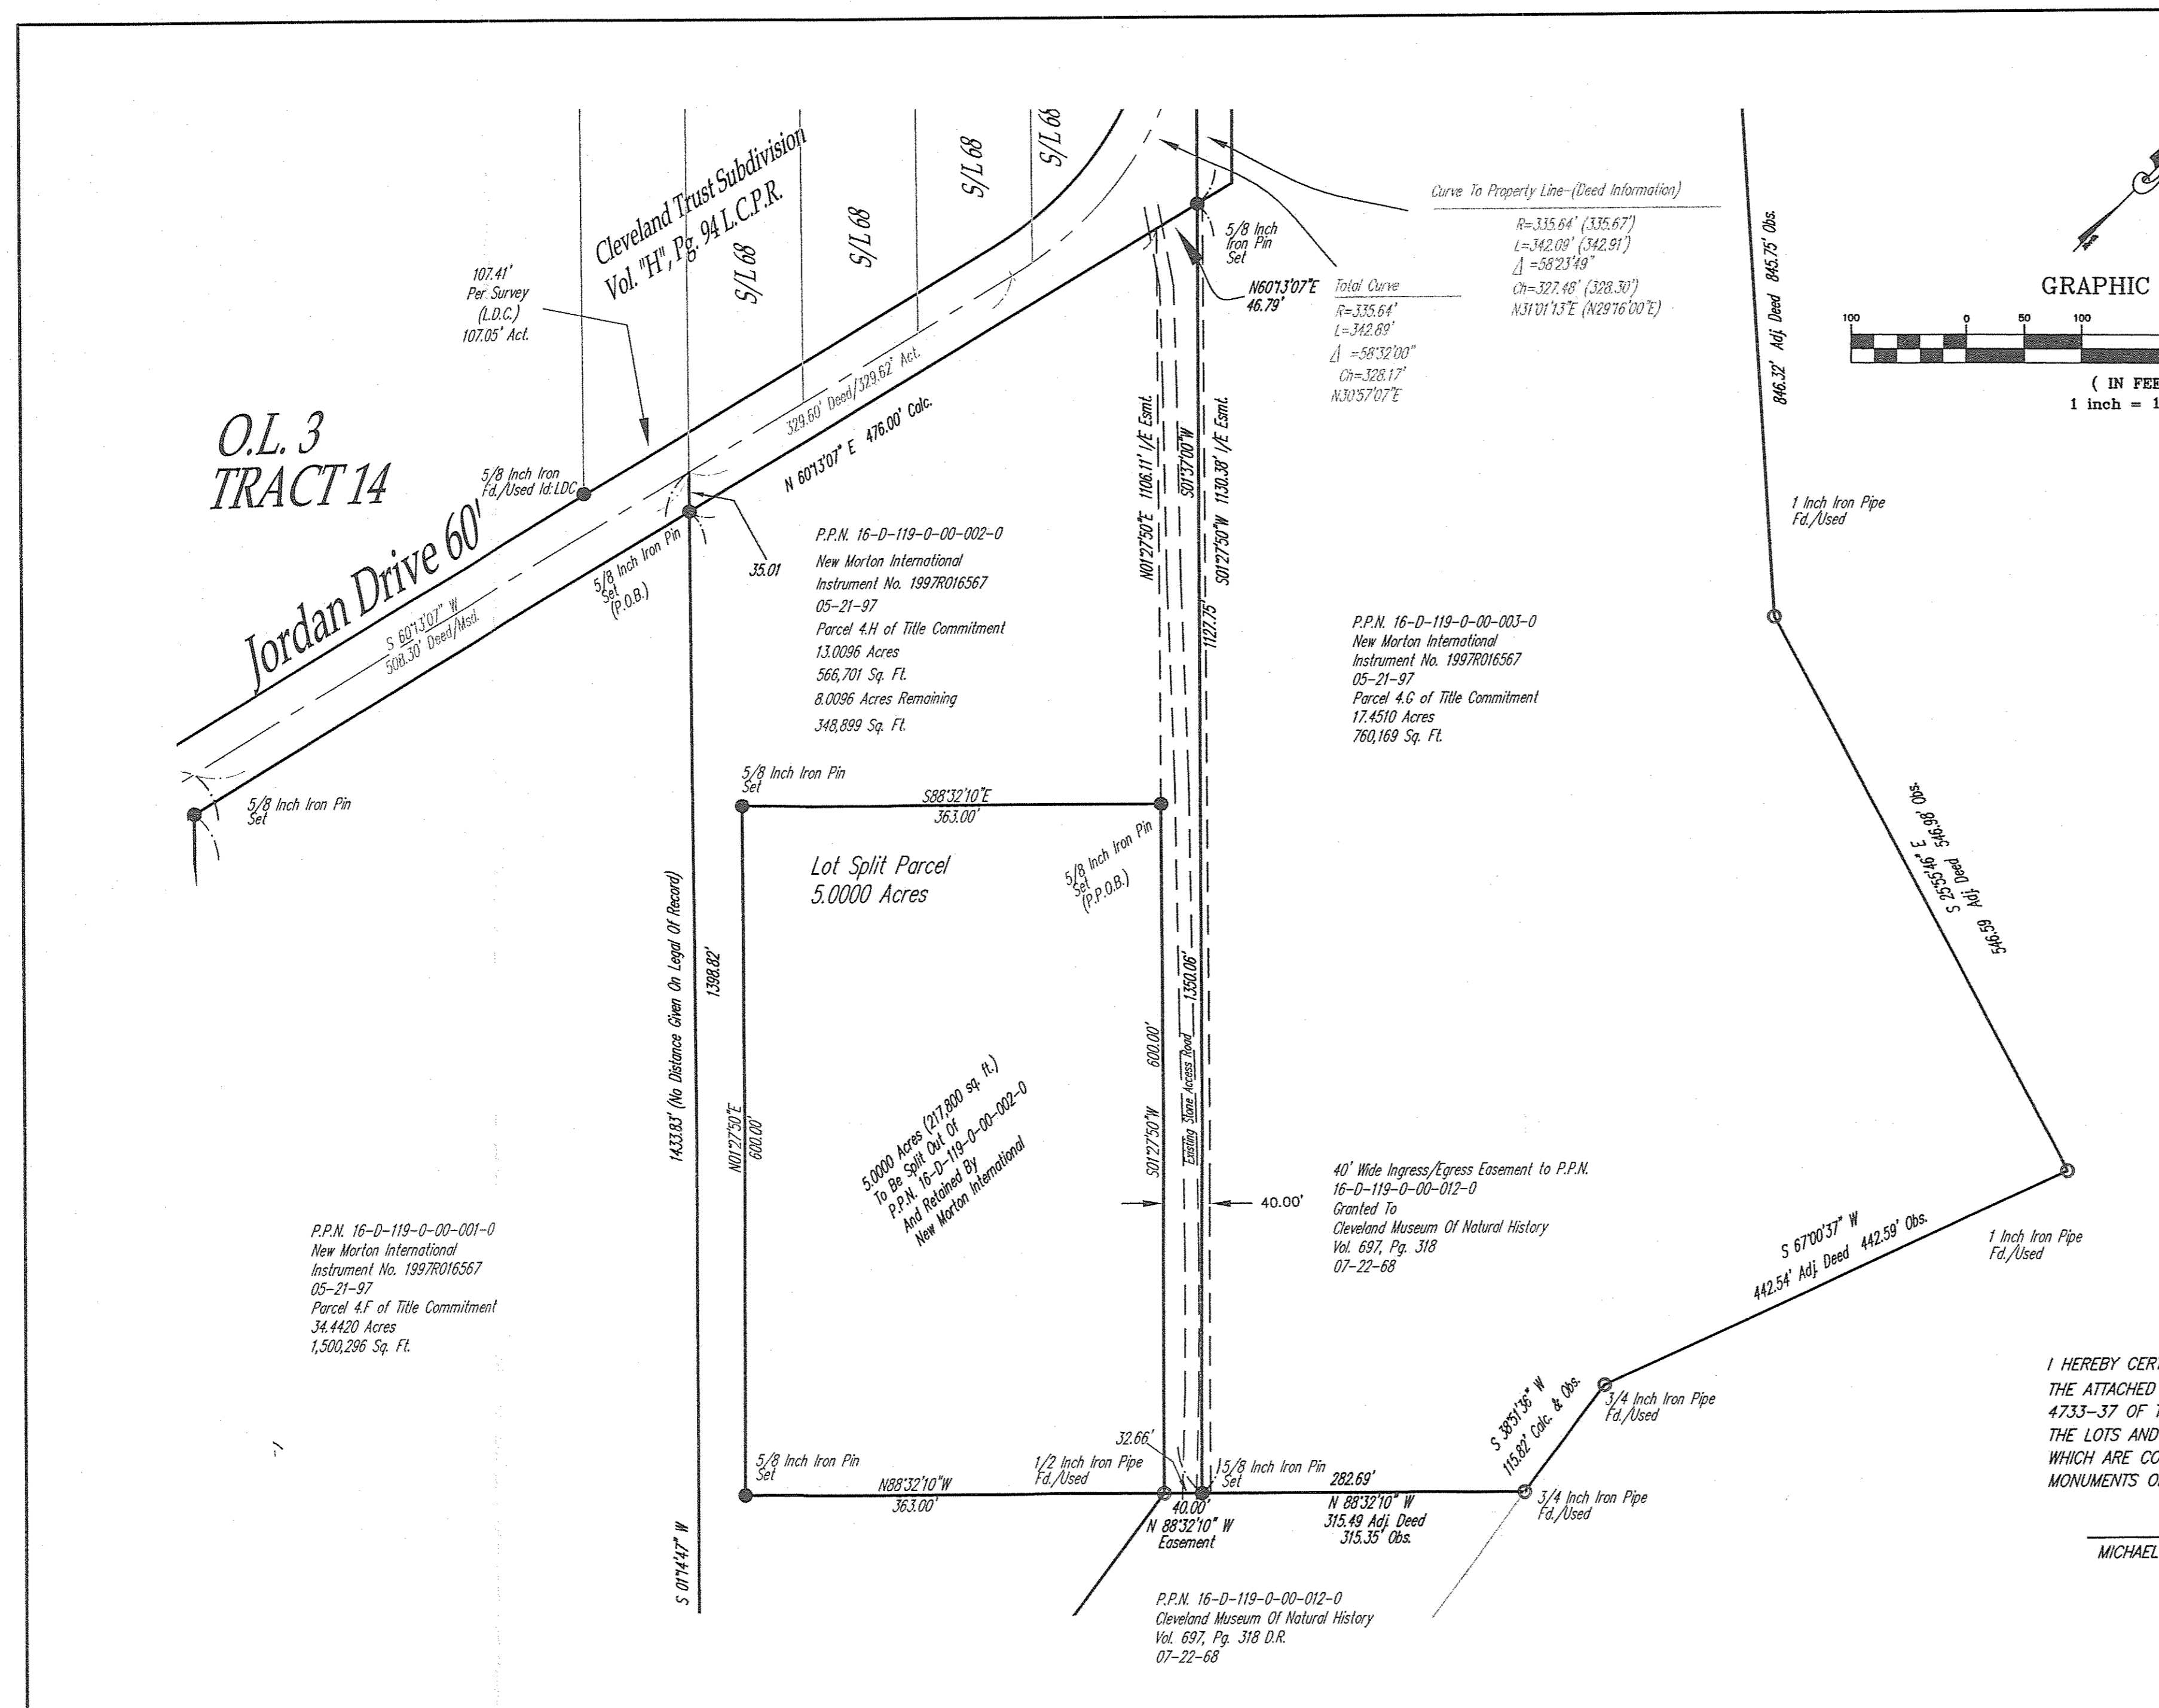 Cleveland Trust Subdivision
Vol. "H", Pg. 94 L.C.P.R.
S/L 68
S/L 68
S/L 68
S/L 68
107.41'
Per Survey
(L.D.C.)
107.05' Act.
O.L. 3
TRACT 14
Jordan Drive 60'
S 60°13'07" W
508.30' Deed/Msd.
5/8 Inch Iron
Fd./Used Id: LDC
329.60' Deed/329.62' Act.
N 60°13'07" E 476.00' Calc.
5/8 Inch Iron Pin
Set
(P.O.B.)
35.01
5/8 Inch Iron Pin
Set
5/8 Inch
Iron Pin
Set
N60°13'07"E
46.79'
Curve To Property Line-(Deed Information)
R=335.64' (335.67')
L=342.09' (342.91')
Δ =58°23'49"
Ch=327.48' (328.30')
N31°01'13"E (N29°16'00"E)
Total Curve
R=335.64'
L=342.89'
Δ =58°32'00"
Ch=328.17'
N30°57'07"E
846.32' Adj. Deed 845.75' Obs.
GRAPHIC
100
0
50
100
( IN FEE
1 inch = 1
P.P.N. 16-D-119-0-00-002-0
New Morton International
Instrument No. 1997R016567
05-21-97
Parcel 4.H of Title Commitment
13.0096 Acres
566,701 Sq. Ft.
8.0096 Acres Remaining
348,899 Sq. Ft.
N01°27'50"E 1106.11' I/E Esmt.
S01°37'00"W
S01°27'50"W 1130.38' I/E Esmt.
1127.75'
P.P.N. 16-D-119-0-00-003-0
New Morton International
Instrument No. 1997R016567
05-21-97
Parcel 4.G of Title Commitment
17.4510 Acres
760,169 Sq. Ft.
1 Inch Iron Pipe
Fd./Used
5/8 Inch Iron Pin
Set
S88°32'10"E
363.00'
Lot Split Parcel
5.0000 Acres
5/8 Inch Iron Pin
Set
(P.P.O.B.)
S 25°55'46" E
546.59 Adj. Deed 546.98' Obs.
1433.83' (No Distance Given On Legal Of Record)
1398.82'
S 01°14'47" W
N01°27'50"E
600.00'
5.0000 Acres (217,800 sq. ft.)
To Be Split Out Of
P.P.N. 16-D-119-0-00-002-0
And Retained By
New Morton International
S01°27'50"W 600.00'
Existing Stone Access Road
1350.06'
40.00'
40' Wide Ingress/Egress Easement to P.P.N.
16-D-119-0-00-012-0
Granted To
Cleveland Museum Of Natural History
Vol. 697, Pg. 318
07-22-68
P.P.N. 16-D-119-0-00-001-0
New Morton International
Instrument No. 1997R016567
05-21-97
Parcel 4.F of Title Commitment
34.4420 Acres
1,500,296 Sq. Ft.
S 67°00'37" W
442.54' Adj. Deed 442.59' Obs.
1 Inch Iron Pipe
Fd./Used
S 38°51'36" W
115.82' Calc. & Obs.
3/4 Inch Iron Pipe
Fd./Used
3/4 Inch Iron Pipe
Fd./Used
5/8 Inch Iron Pin
Set
N88°32'10"W
363.00'
1/2 Inch Iron Pipe
Fd./Used
32.66'
5/8 Inch Iron Pin
Set
40.00'
N 88°32'10" W
Easement
282.69'
N 88°32'10" W
315.49 Adj. Deed
315.35' Obs.
P.P.N. 16-D-119-0-00-012-0
Cleveland Museum Of Natural History
Vol. 697, Pg. 318 D.R.
07-22-68
I HEREBY CER
THE ATTACHED
4733-37 OF
THE LOTS AND
WHICH ARE CO
MONUMENTS O
MICHAEL